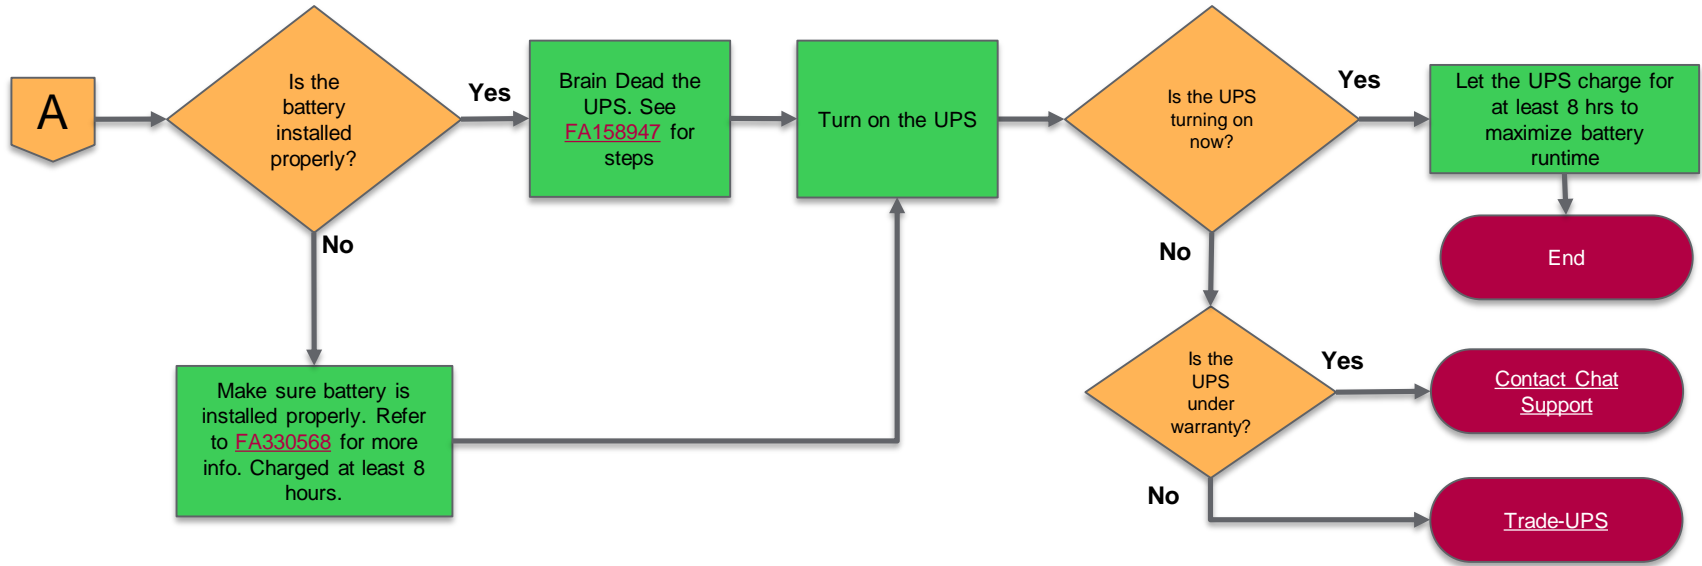 A
Is the
battery
installed
properly?
Yes
No
Brain Dead the
UPS. See
FA158947 for
steps
Make sure battery is
installed properly. Refer
to FA330568 for more
info. Charged at least 8
hours.
Turn on the UPS
Is the UPS
turning on
now?
Yes
No
Let the UPS charge for
at least 8 hrs to
maximize battery
runtime
End
Is the
UPS
under
warranty?
Yes
No
Contact Chat
Support
Trade-UPS